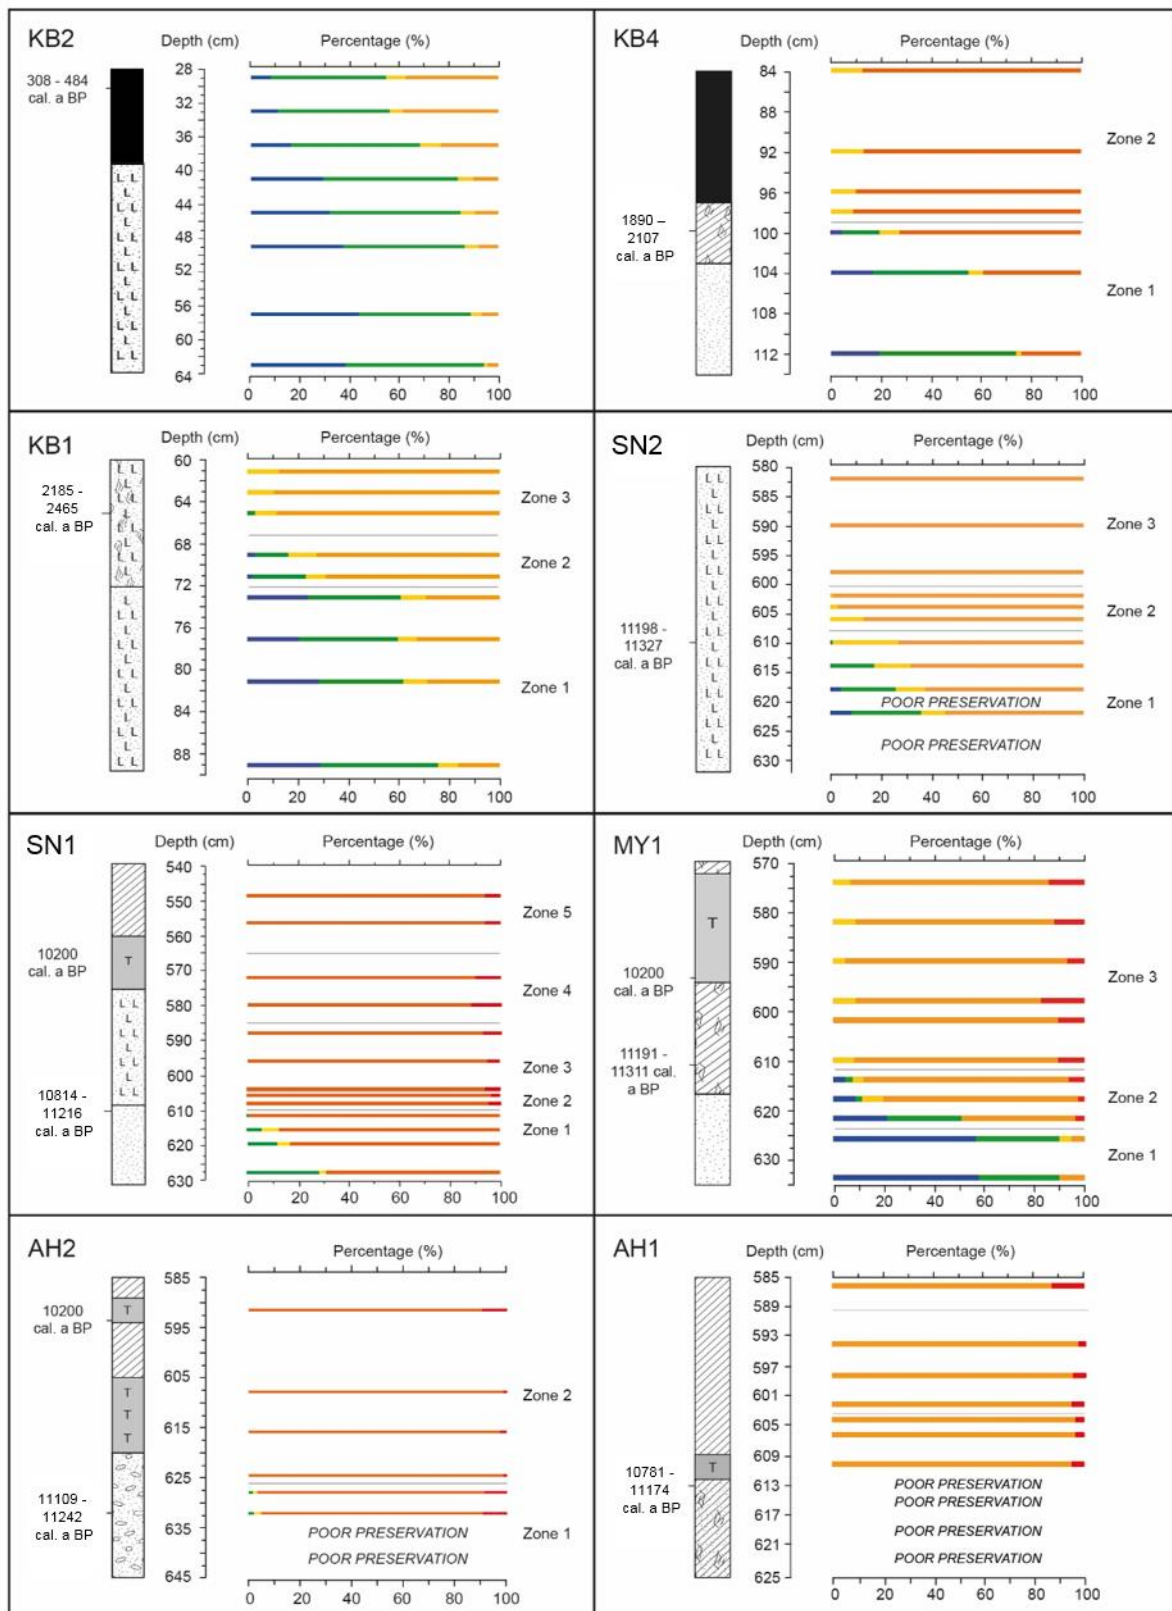 KB2
Depth (cm)
Percentage (%)
308 - 484
cal. a BP
28
32
36
40
44
48
52
56
60
64
L L
L
L L
L
L L
L
L L
L
L L
L
L L
L
L L
0 20 40 60 80 100
KB4
Depth (cm)
Percentage (%)
1890 –
2107
cal. a BP
84
88
92
96
100
104
108
112
Zone 2
Zone 1
0 20 40 60 80 100
KB1
Depth (cm)
Percentage (%)
2185 -
2465
cal. a BP
60
64
68
72
76
80
84
88
L L
L
L L
L
L L
L
L L
L
L L
L
L L
L
L L
L
L L
L
Zone 3
Zone 2
Zone 1
0 20 40 60 80 100
SN2
Depth (cm)
Percentage (%)
11198 -
11327
cal. a BP
580
585
590
595
600
605
610
615
620
625
630
L L
L
L L
L
L L
L
L L
L
L L
L
L L
L
L L
L
L L
L
L L
Zone 3
Zone 2
Zone 1
POOR PRESERVATION
POOR PRESERVATION
0 20 40 60 80 100
SN1
Depth (cm)
Percentage (%)
10200
cal. a BP
10814 -
11216
cal. a BP
540
550
560
570
580
590
600
610
620
630
T
L L
L
L L
L
L L
L
L L
Zone 5
Zone 4
Zone 3
Zone 2
Zone 1
0 20 40 60 80 100
MY1
Depth (cm)
Percentage (%)
10200
cal. a BP
11191 -
11311 cal.
a BP
570
580
590
600
610
620
630
T
Zone 3
Zone 2
Zone 1
0 20 40 60 80 100
AH2
Percentage (%)
10200
cal. a BP
11109 -
11242
cal. a BP
585
595
605
615
625
635
645
T
T
T
T
Zone 2
Zone 1
POOR PRESERVATION
POOR PRESERVATION
0 20 40 60 80 100
AH1
Depth (cm)
Percentage (%)
10781 -
11174
cal. a BP
585
589
593
597
601
605
609
613
617
621
625
T
POOR PRESERVATION
POOR PRESERVATION
POOR PRESERVATION
POOR PRESERVATION
0 20 40 60 80 100